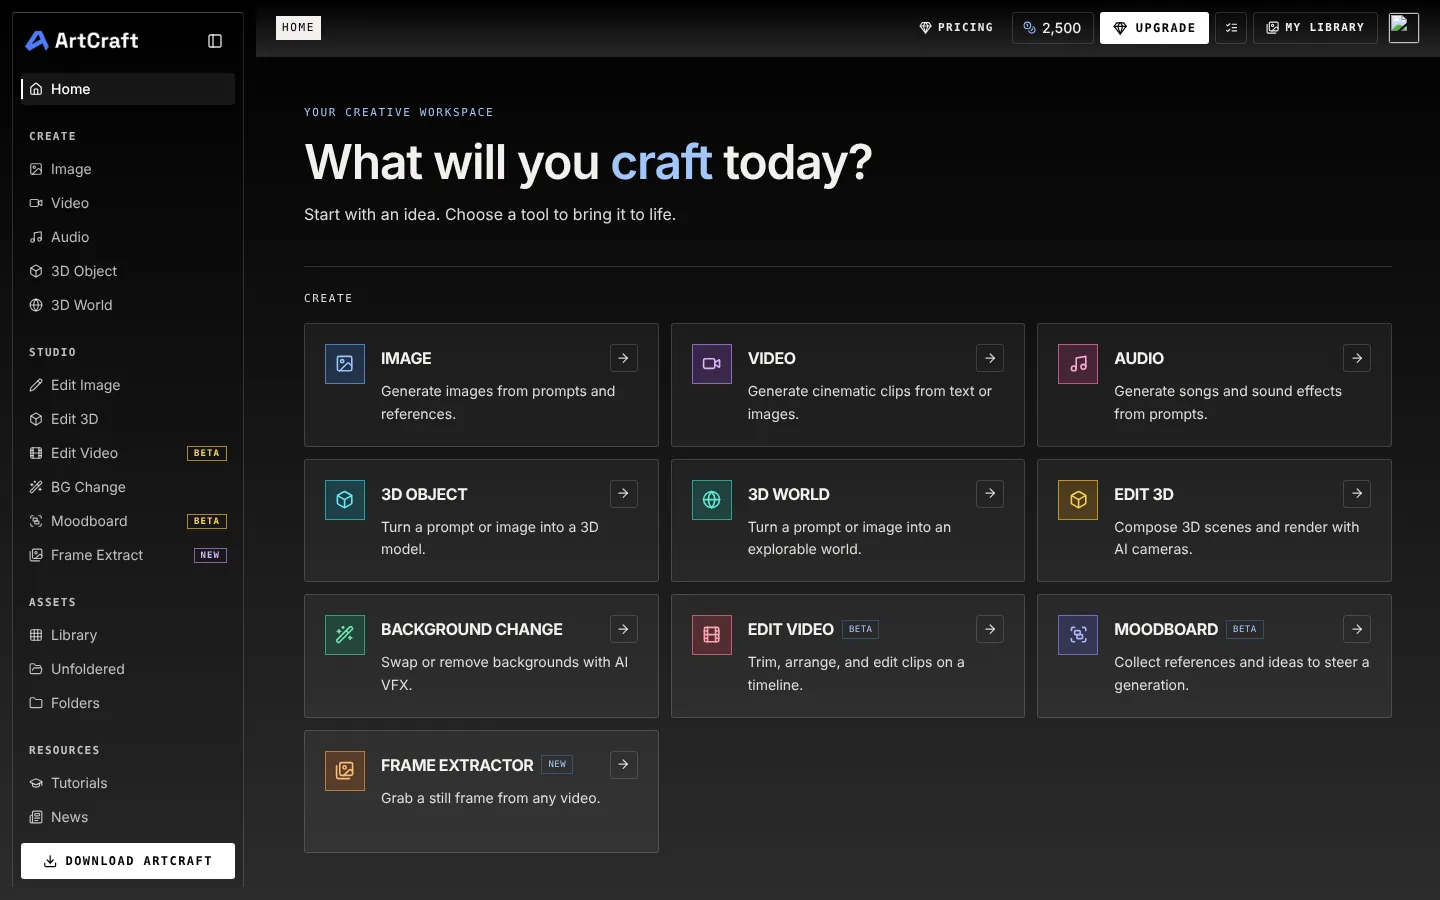 ArtCraft
Home
CREATE
Image
Video
Audio
3D Object
3D World
STUDIO
Edit Image
Edit 3D
Edit Video BETA
BG Change
Moodboard BETA
Frame Extract NEW
ASSETS
Library
Unfoldered
Folders
RESOURCES
Tutorials
News
DOWNLOAD ARTCRAFT
HOME
PRICING
2,500
UPGRADE
MY LIBRARY
YOUR CREATIVE WORKSPACE
What will you craft today?
Start with an idea. Choose a tool to bring it to life.
CREATE
IMAGE
Generate images from prompts and
references.
VIDEO
Generate cinematic clips from text or
images.
AUDIO
Generate songs and sound effects
from prompts.
3D OBJECT
Turn a prompt or image into a 3D
model.
3D WORLD
Turn a prompt or image into an
explorable world.
EDIT 3D
Compose 3D scenes and render with
AI cameras.
BACKGROUND CHANGE
Swap or remove backgrounds with AI
VFX.
EDIT VIDEO BETA
Trim, arrange, and edit clips on a
timeline.
MOODBOARD BETA
Collect references and ideas to steer a
generation.
FRAME EXTRACTOR NEW
Grab a still frame from any video.